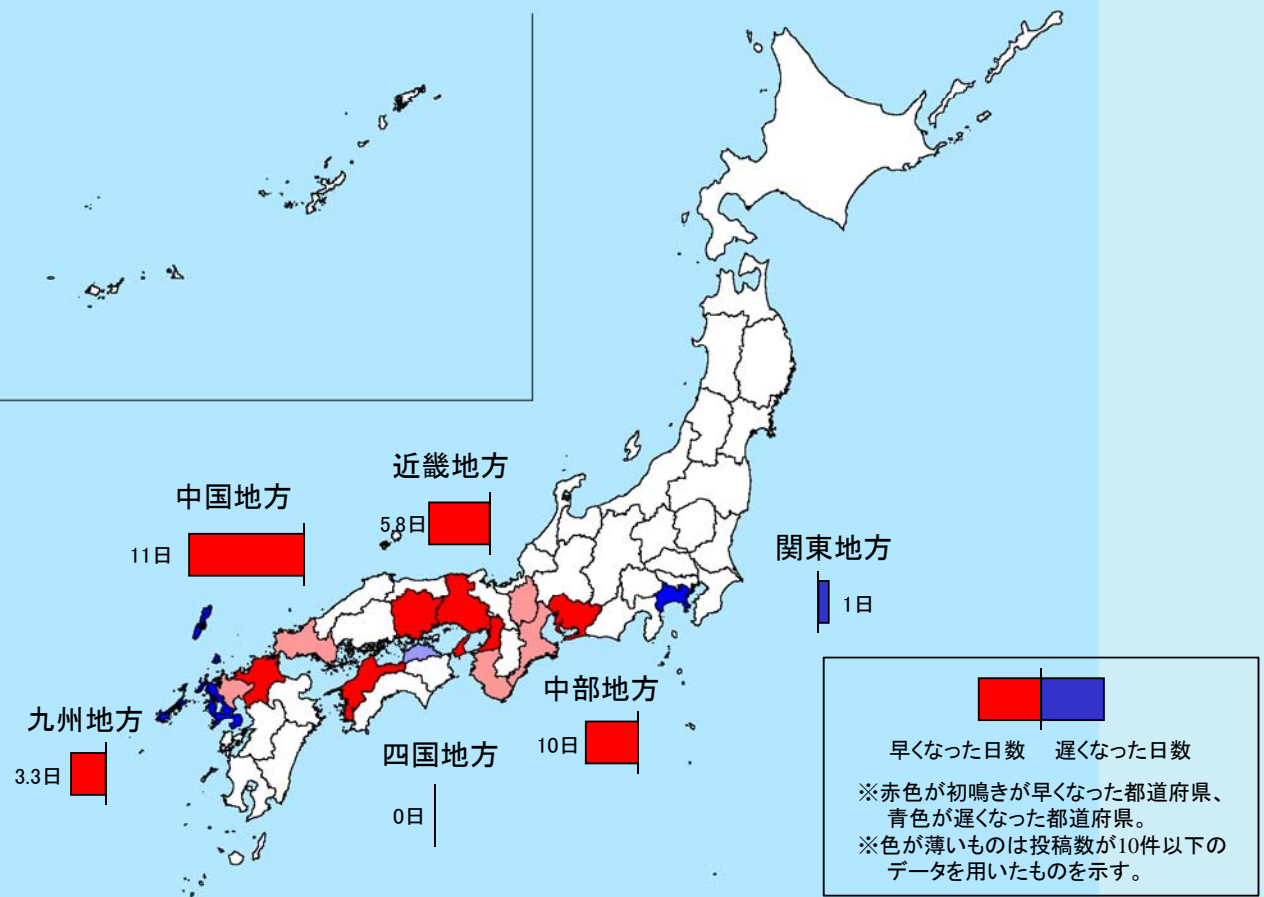 近畿地方
5.8日
中国地方
11日
関東地方
1日
中部地方
10日
九州地方
3.3日
四国地方
0日
早くなった日数 遅くなった日数
※赤色が初鳴きが早くなった都道府県、
青色が遅くなった都道府県。
※色が薄いものは投稿数が10件以下の
データを用いたものを示す。